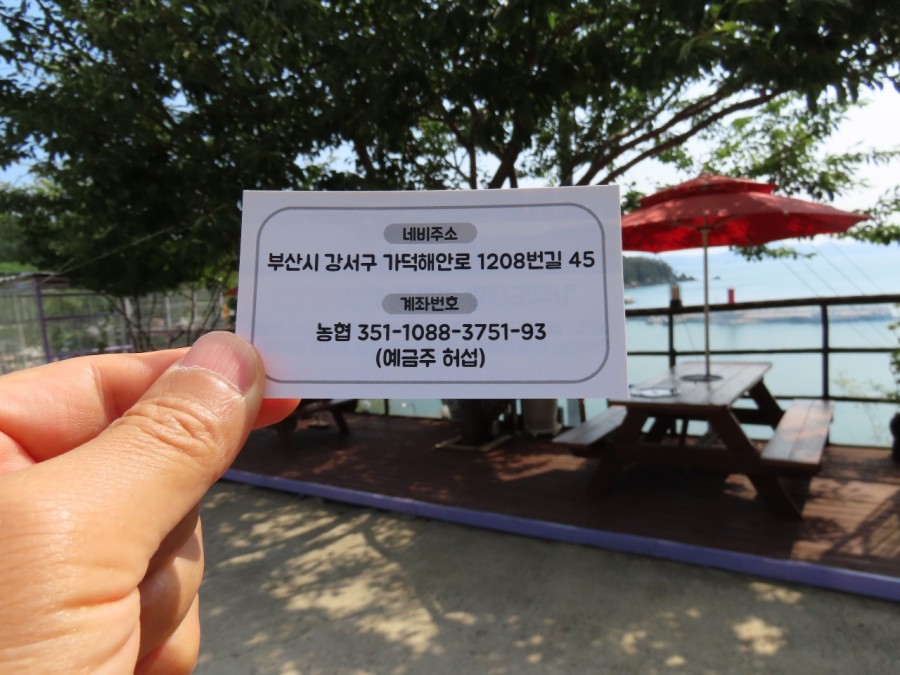 네비주소
부산시 강서구 가덕해안로 1208번길 45
계좌번호
농협 351-1088-3751-93
(예금주 허섭)